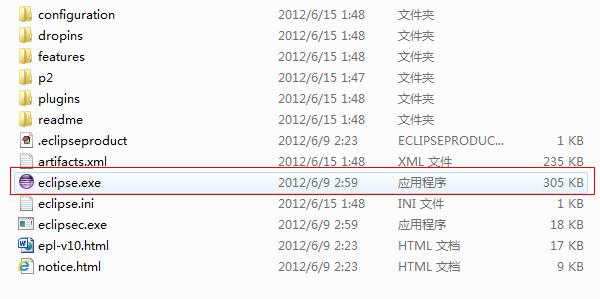 configuration 2012/6/15 1:48 文件夹
dropins 2012/6/15 1:48 文件夹
features 2012/6/15 1:48 文件夹
p2 2012/6/15 1:47 文件夹
plugins 2012/6/15 1:48 文件夹
readme 2012/6/15 1:48 文件夹
.eclipseproduct 2012/6/9 2:23 ECLIPSEPRODUC... 1 KB
artifacts.xml 2012/6/15 1:48 XML 文件 235 KB
eclipse.exe 2012/6/9 2:59 应用程序 305 KB
eclipse.ini 2012/6/15 1:48 INI 文件 1 KB
eclipsec.exe 2012/6/9 2:59 应用程序 18 KB
epl-v10.html 2012/6/9 2:23 HTML 文档 17 KB
notice.html 2012/6/9 2:23 HTML 文档 9 KB